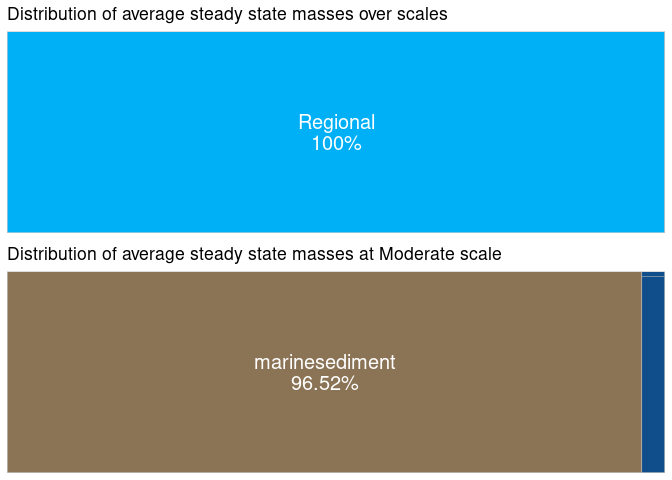 Distribution of average steady state masses over scales
Regional
100%
Distribution of average steady state masses at Moderate scale
marinesediment
96.52%